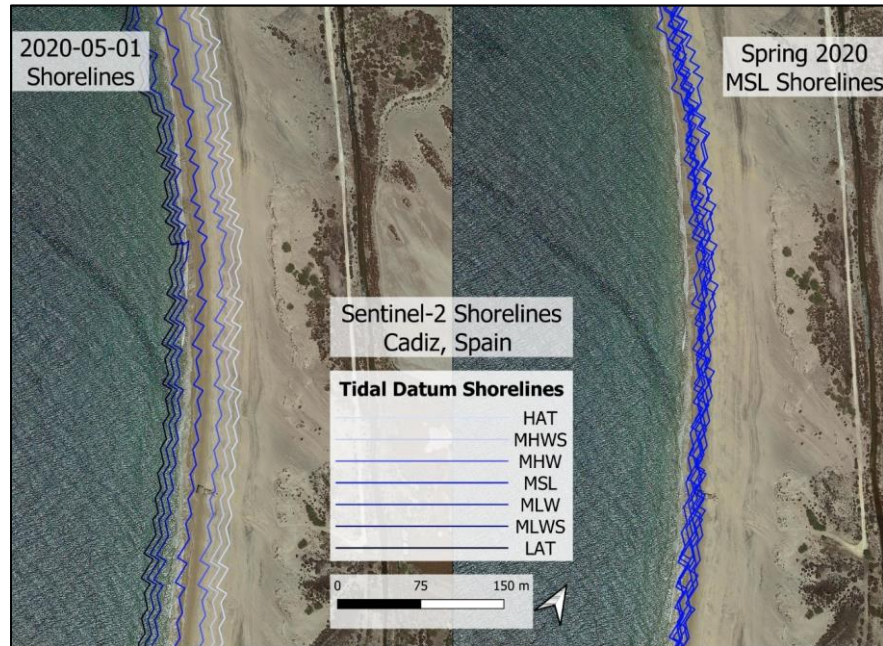 2020-05-01
Shorelines
Spring 2020
MSL Shorelines
Sentinel-2 Shorelines
Cadiz, Spain
Tidal Datum Shorelines
HAT
MHWS
MHW
MSL
MLW
MLWS
LAT
0 75 150 m